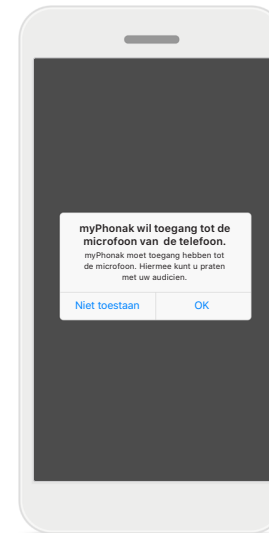 myPhonak wil toegang tot de
microfoon van de telefoon.
myPhonak moet toegang hebben tot
de microfoon. Hiermee kunt u praten
met uw audicien.
Niet toestaan OK